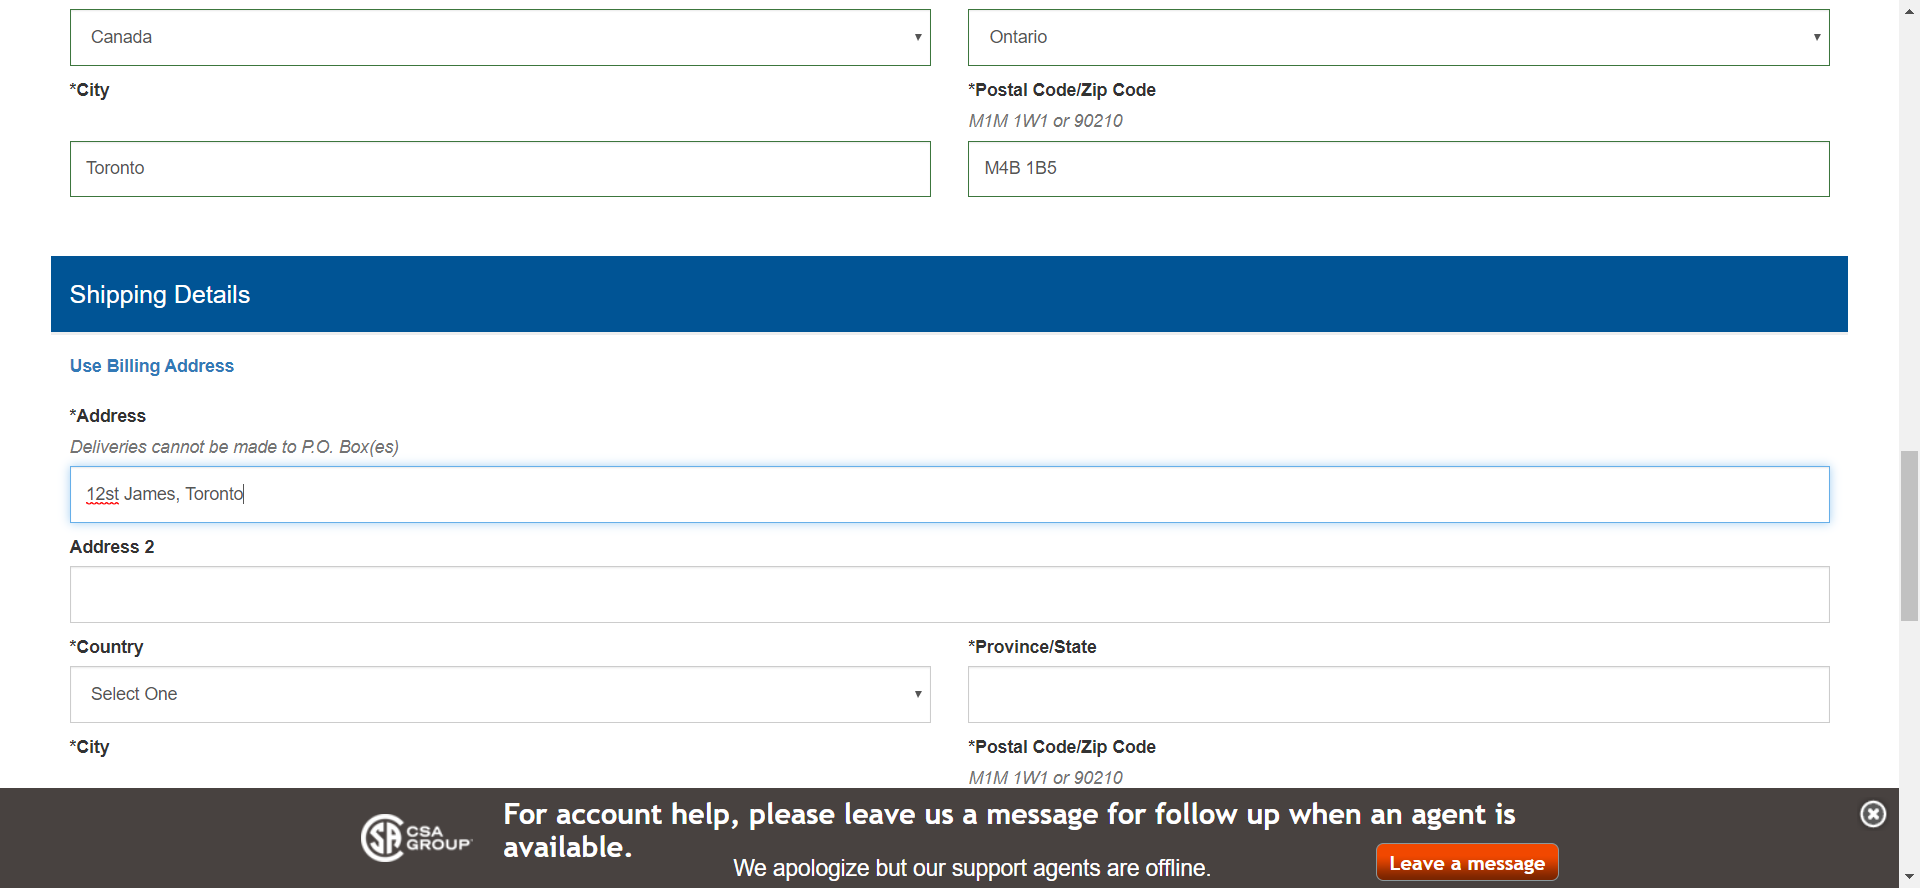 Canada
Ontario
*City
*Postal Code/Zip Code
M1M 1W1 or 90210
Toronto
M4B 1B5
Shipping Details
Use Billing Address
*Address
Deliveries cannot be made to P.O. Box(es)
12st James, Toronto
Address 2
*Country
*Province/State
Select One
*City
*Postal Code/Zip Code
M1M 1W1 or 90210
CSA
GROUP
For account help, please leave us a message for follow up when an agent is
available.
We apologize but our support agents are offline.
Leave a message